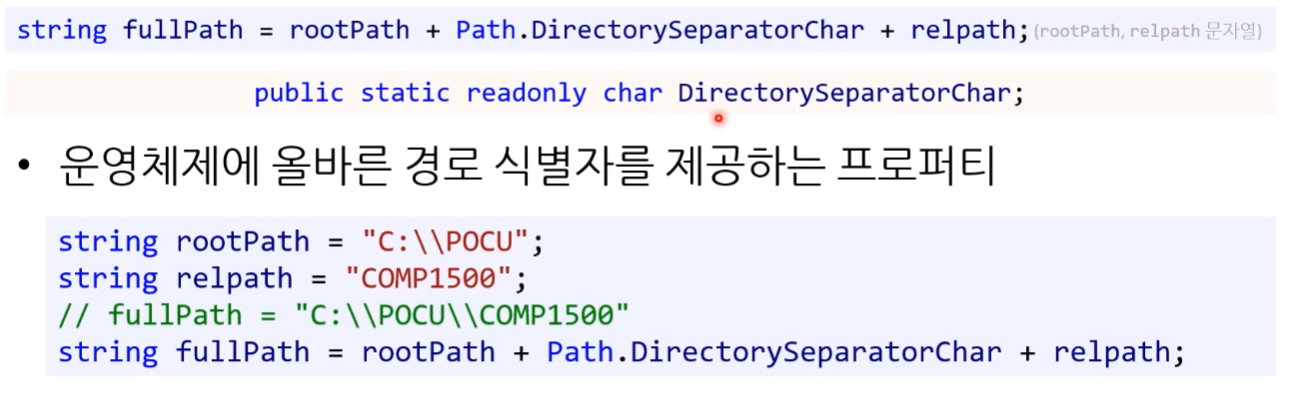 string fullPath = rootPath + Path.DirectorySeparatorChar + relpath;(rootPath, relpath 문자열)
public static readonly char DirectorySeparatorChar;
• 운영체제에 올바른 경로 식별자를 제공하는 프로퍼티
string rootPath = "C:\\POCU";
string relpath = "COMP1500";
// fullPath = "C:\\POCU\\COMP1500"
string fullPath = rootPath + Path.DirectorySeparatorChar + relpath;